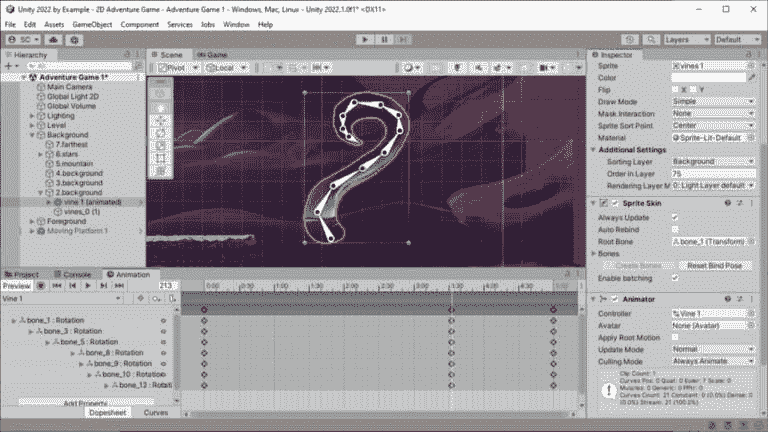 Unity 2022 by Example - 2D Adventure Game - Adventure Game 1 - Windows, Mac, Linux - Unity 2022.1.0f1* <DX11>
File Edit Assets GameObject Component Services Jobs Window Help
SC
Layers Default
Hierarchy
All
Adventure Game 1*
Main Camera
Global Light 2D
Global Volume
Lighting
Level
Background
7.farthest
6.stars
5.mountain
4.background
3.background
2.background
vine 1 (animated)
vines_0 (1)
Foreground
Moving Platform 1
Scene Game
Pivot Local
2D
Project Console Animation
Preview 213
Vine 1
0:00 0:30 1:00 1:30 2:00 2:30 3:00 3:30 4:00 4:30 5:00
bone_1 : Rotation
bone_3 : Rotation
bone_5 : Rotation
bone_8 : Rotation
bone_9 : Rotation
bone_10 : Rotation
bone_12 : Rotati
Add Property
Dopesheet Curves
Inspector
Sprite vines 1
Color
Flip X Y
Draw Mode Simple
Mask Interaction None
Sprite Sort Point Center
Material Sprite-Lit-Default
Additional Settings
Sorting Layer Background
Order in Layer 75
Rendering Layer M 0: Light Layer default
Sprite Skin
Always Update
Auto Rebind
Root Bone bone_1 (Transform)
Bones
Create Bones Reset Bind Pose
Enable batching
Animator
Controller Vine 1
Avatar None (Avatar)
Apply Root Motion
Update Mode Normal
Culling Mode Always Animate
Clip Count: 1
Curves Pos: 0 Quat: 0 Euler: 7 Scale: 0
Muscles: 0 Generic: 0 PPtr: 0
Curves Count: 21 Constant: 0 (0.0%) Dense: 0
(0.0%) Stream: 21 (100.0%)